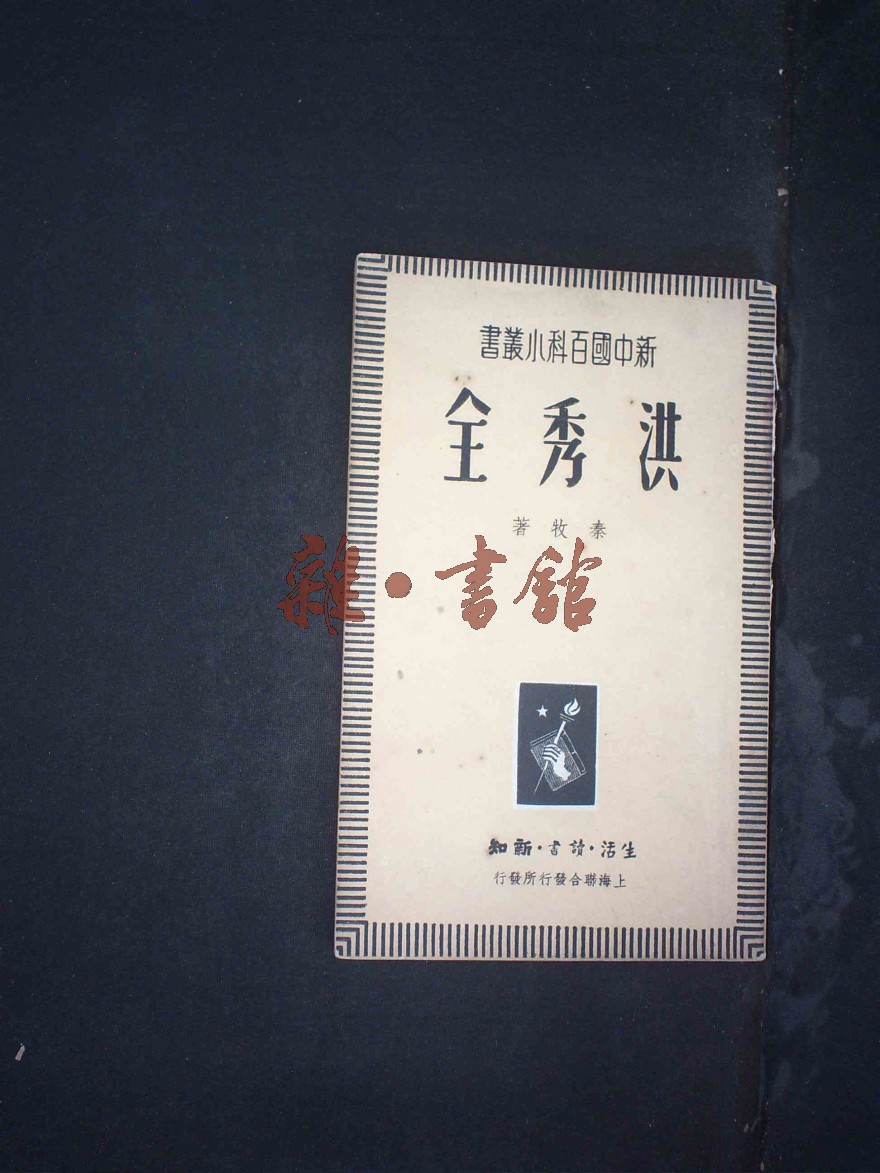 新中國百科小叢書
洪秀全
秦牧著
雜·書館
生活·讀書·新知
上海聯合發行所發行